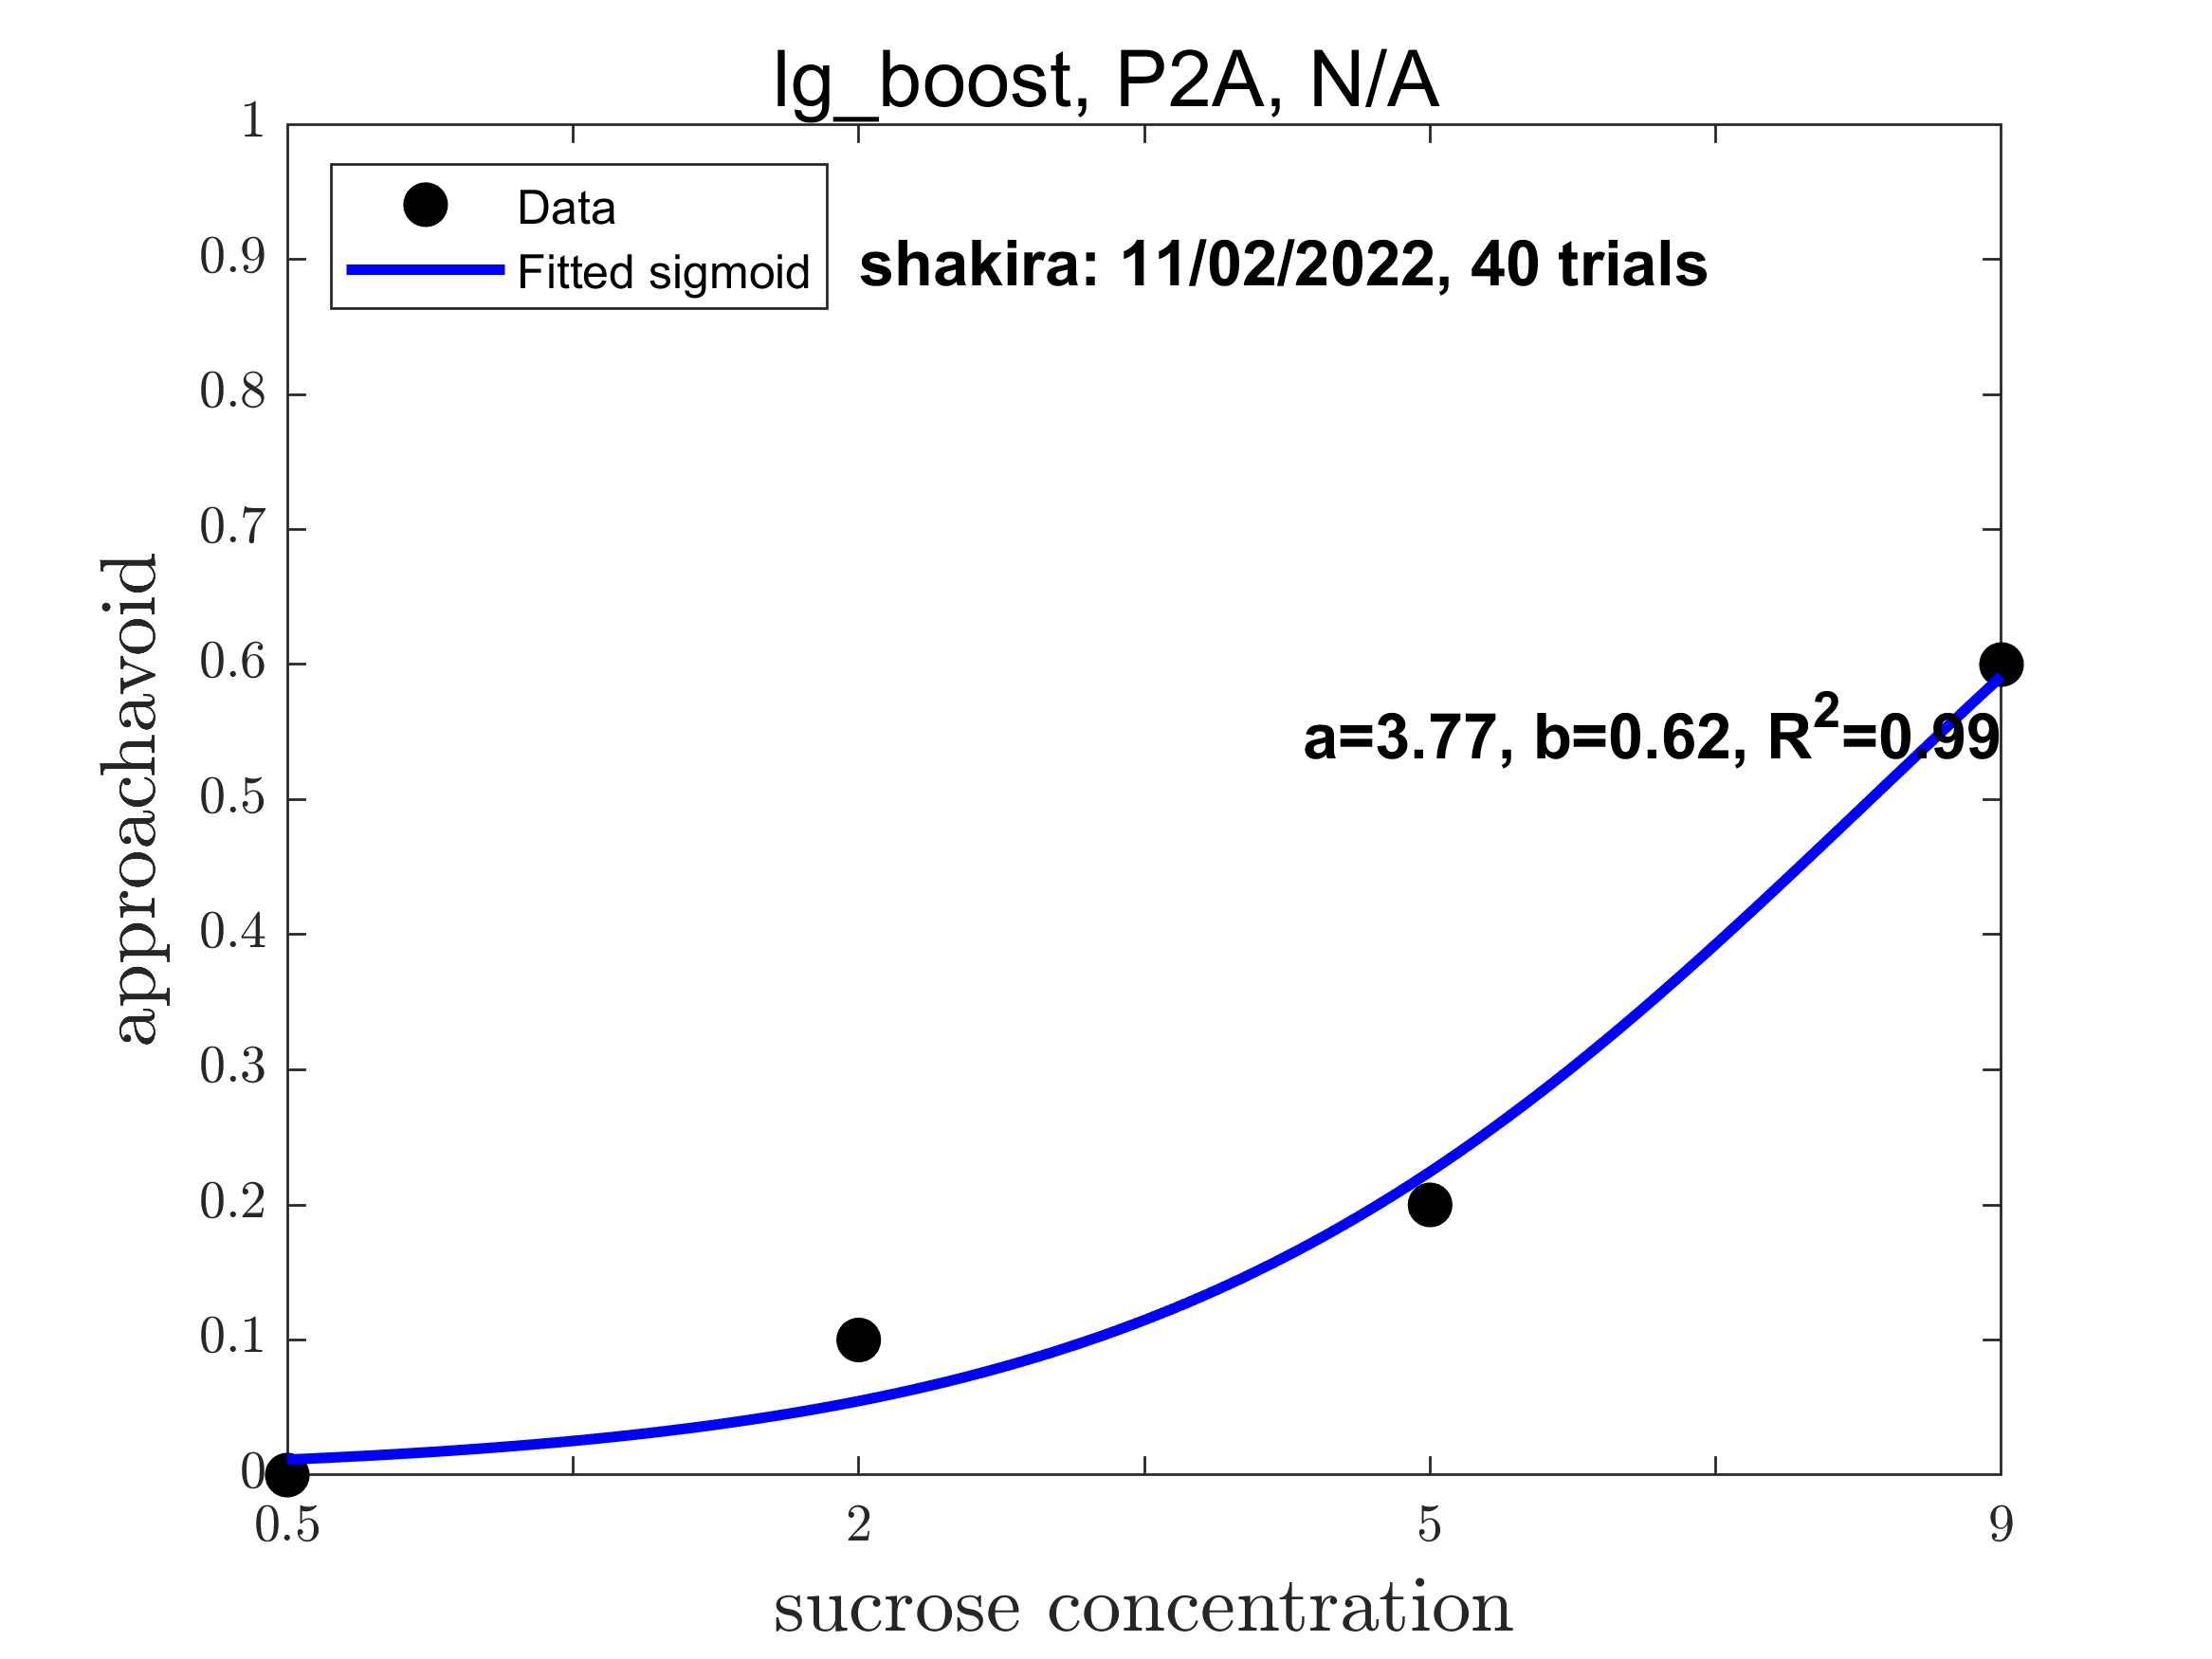 lg_boost, P2A, N/A
Data
Fitted sigmoid
shakira: 11/02/2022, 40 trials
a=3.77, b=0.62, R²=0.99
approachavoid
1
0.9
0.8
0.7
0.6
0.5
0.4
0.3
0.2
0.1
0
0.5 2 5 9
sucrose concentration